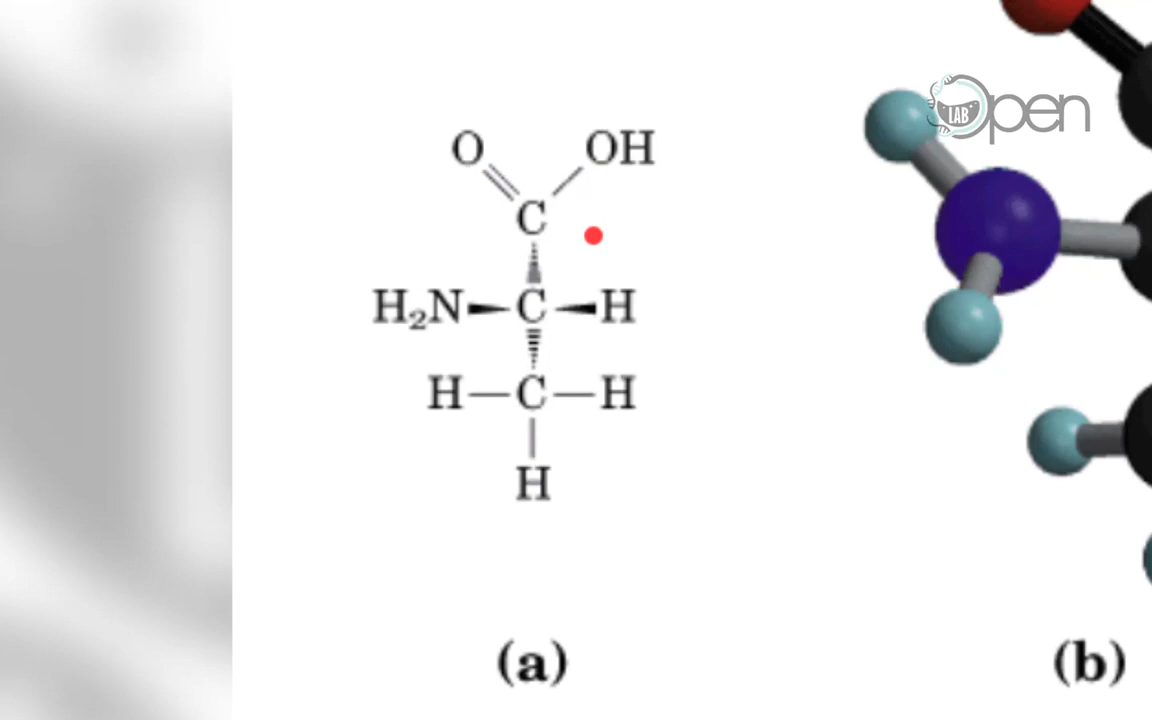 Open
LAB
O OH
C
H₂N C H
H C H
H
(a) (b)